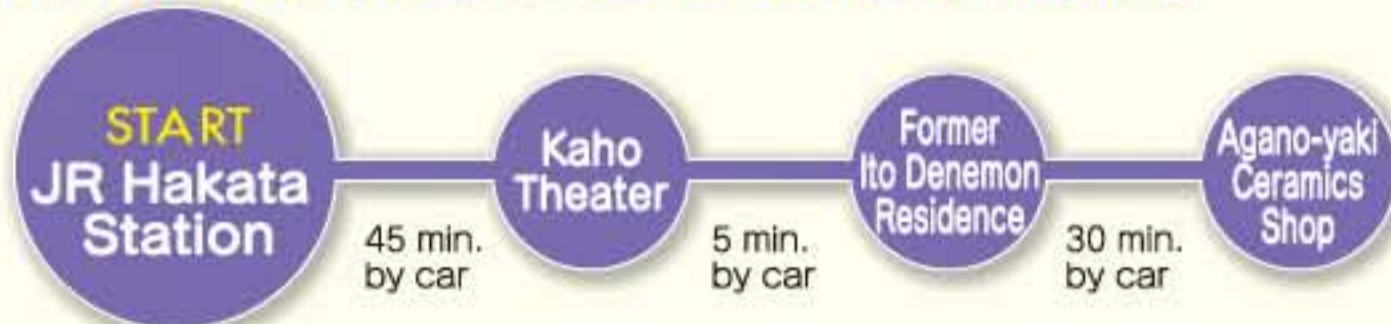 START
JR Hakata
Station
45 min.
by car
Kaho
Theater
5 min.
by car
Former
Ito Denemon
Residence
30 min.
by car
Agano-yaki
Ceramics
Shop